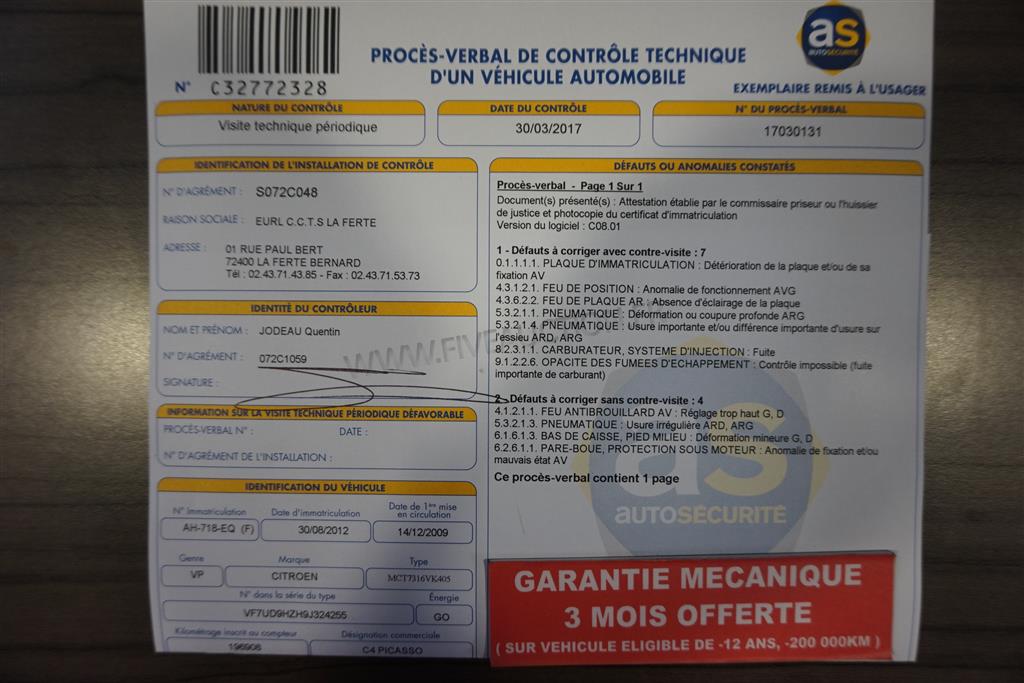 N° C32772328
PROCÈS-VERBAL DE CONTRÔLE TECHNIQUE
D'UN VÉHICULE AUTOMOBILE
as
AUTOSÉCURITÉ
EXEMPLAIRE REMIS À L'USAGER
NATURE DU CONTRÔLE
Visite technique périodique
DATE DU CONTRÔLE
30/03/2017
N° DU PROCÈS-VERBAL
17030131
IDENTIFICATION DE L'INSTALLATION DE CONTRÔLE
N° D'AGRÉMENT : S072C048
RAISON SOCIALE : EURL C.C.T.S LA FERTE
ADRESSE : 01 RUE PAUL BERT
72400 LA FERTE BERNARD
Tél : 02.43.71.43.85 - Fax : 02.43.71.53.73
IDENTITÉ DU CONTRÔLEUR
NOM ET PRÉNOM : JODEAU Quentin
N° D'AGRÉMENT : 072C1059
SIGNATURE :
INFORMATION SUR LA VISITE TECHNIQUE PÉRIODIQUE DÉFAVORABLE
PROCÈS-VERBAL N° : DATE :
N° D'AGRÉMENT DE L'INSTALLATION :
IDENTIFICATION DU VÉHICULE
N° Immatriculation
AH-718-EQ (F)
Date d'immatriculation
30/08/2012
Date de 1ère mise
en circulation
14/12/2009
Genre
VP
Marque
CITROEN
Type
MCT7316VK405
N° dans la série du type
VF7UD9HZH9J324255
Énergie
GO
Kilométrage inscrit au compteur
196908
Désignation commerciale
C4 PICASSO
DÉFAUTS OU ANOMALIES CONSTATÉS
Procès-verbal - Page 1 Sur 1
Document(s) présenté(s) : Attestation établie par le commissaire priseur ou l'huissier
de justice et photocopie du certificat d'immatriculation
Version du logiciel : C08.01
1 - Défauts à corriger avec contre-visite : 7
0.1.1.1.1. PLAQUE D'IMMATRICULATION : Détérioration de la plaque et/ou de sa
fixation AV
4.3.1.2.1. FEU DE POSITION : Anomalie de fonctionnement AVG
4.3.6.2.2. FEU DE PLAQUE AR : Absence d'éclairage de la plaque
5.3.2.1.1. PNEUMATIQUE : Déformation ou coupure profonde ARG
5.3.2.1.4. PNEUMATIQUE : Usure importante et/ou différence importante d'usure sur
l'essieu ARD, ARG
8.2.3.1.1. CARBURATEUR, SYSTEME D'INJECTION : Fuite
9.1.2.2.6. OPACITE DES FUMEES D'ECHAPPEMENT : Contrôle impossible (fuite
importante de carburant)
2 - Défauts à corriger sans contre-visite : 4
4.1.2.1.1. FEU ANTIBROUILLARD AV : Réglage trop haut G, D
5.3.2.1.3. PNEUMATIQUE : Usure irrégulière ARD, ARG
6.1.6.1.3. BAS DE CAISSE, PIED MILIEU : Déformation mineure G, D
6.2.6.1.1. PARE-BOUE, PROTECTION SOUS MOTEUR : Anomalie de fixation et/ou
mauvais état AV
Ce procès-verbal contient 1 page
as
AUTOSÉCURITÉ
GARANTIE MECANIQUE
3 MOIS OFFERTE
( SUR VEHICULE ELIGIBLE DE -12 ANS, -200 000KM )